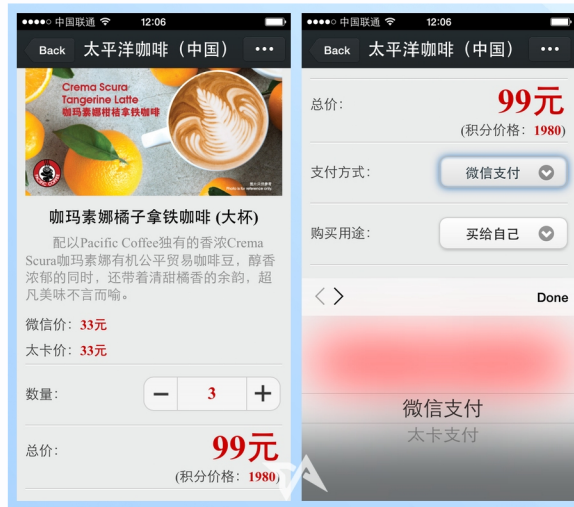 中国联通 12:06
Back 太平洋咖啡（中国）
Crema Scura
Tangerine Latte
咖玛素娜柑桔拿铁咖啡
咖玛素娜橘子拿铁咖啡 (大杯)
配以Pacific Coffee独有的香浓Crema
Scura咖玛素娜有机公平贸易咖啡豆，醇香
浓郁的同时，还带着清甜橘香的余韵，超
凡美味不言而喻。
微信价: 33元
太卡价: 33元
数量: − 3 +
总价: 99元
(积分价格: 1980)
中国联通 12:06
Back 太平洋咖啡（中国）
总价: 99元
(积分价格: 1980)
支付方式: 微信支付
购买用途: 买给自己
Done
微信支付
太卡支付